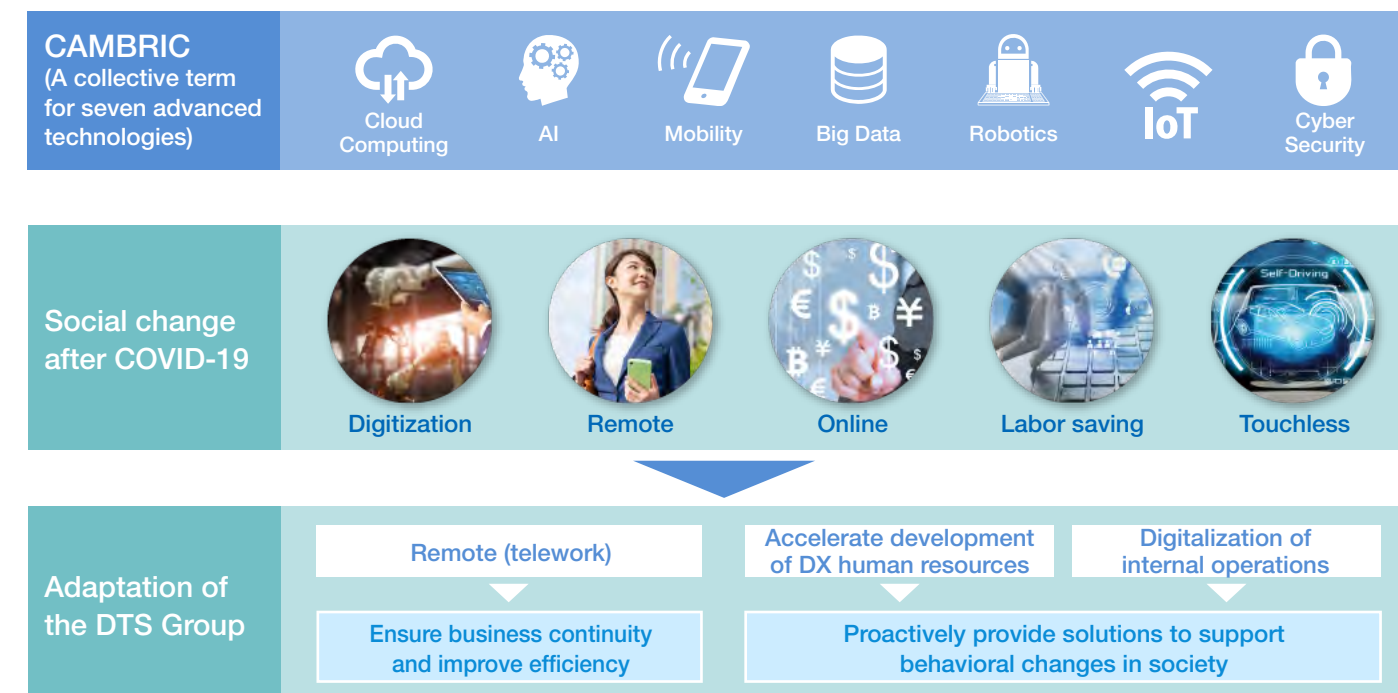 CAMBRIC
(A collective term
for seven advanced
technologies)
Cloud
Computing
AI
Mobility
Big Data
Robotics
IoT
Cyber
Security
Social change
after COVID-19
$
$
$
€
$
B
¥
B
¥
$
$
€
€
Self-Driving
Digitization
Remote
Online
Labor saving
Touchless
Adaptation of
the DTS Group
Remote (telework)
Accelerate development
of DX human resources
Digitalization of
internal operations
Ensure business continuity
and improve efficiency
Proactively provide solutions to support
behavioral changes in society